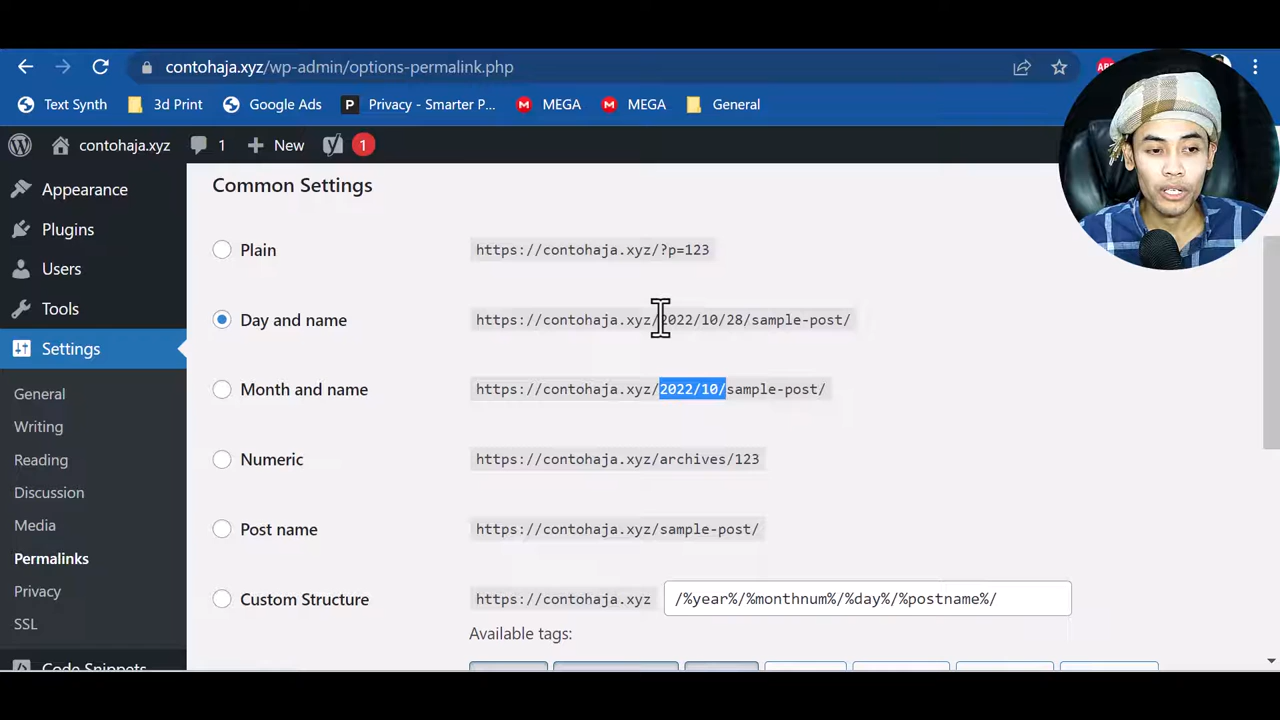 contohaja.xyz/wp-admin/options-permalink.php
Text Synth
3d Print
Google Ads
P Privacy - Smarter P...
MEGA
MEGA
General
contohaja.xyz
1
New
1
Appearance
Plugins
Users
Tools
Settings
General
Writing
Reading
Discussion
Media
Permalinks
Privacy
SSL
Code Snippets
Common Settings
Plain https://contohaja.xyz/?p=123
Day and name https://contohaja.xyz/2022/10/28/sample-post/
Month and name https://contohaja.xyz/2022/10/sample-post/
Numeric https://contohaja.xyz/archives/123
Post name https://contohaja.xyz/sample-post/
Custom Structure https://contohaja.xyz /%year%/%monthnum%/%day%/%postname%/
Available tags: